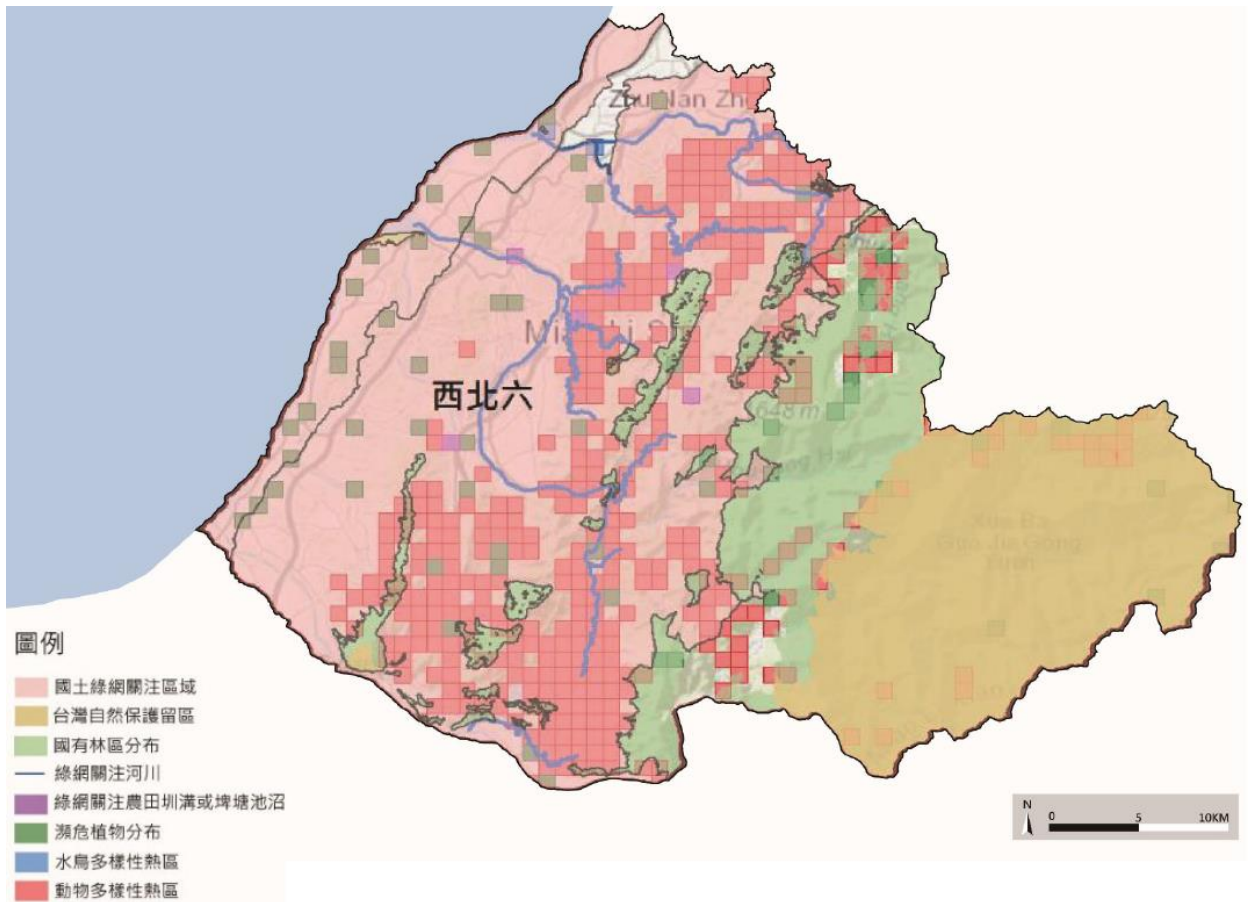 Zhu Nan Zh
西北六
648 m
Xue Ba
Guo Jia Gong
圖例
國土綠網關注區域
台灣自然保護留區
國有林區分布
綠網關注河川
綠網關注農田圳溝或埤塘池沼
瀕危植物分布
水鳥多樣性熱區
動物多樣性熱區
N
0 5 10KM